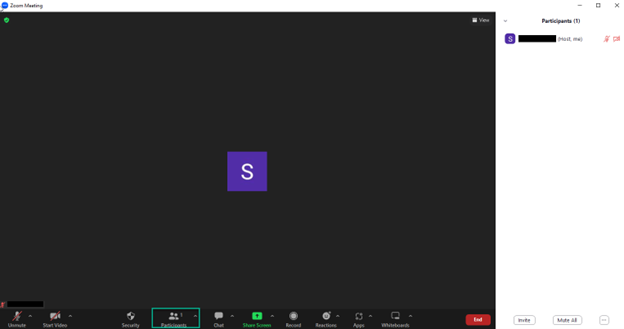 Zoom Meeting
View
Participants (1)
S (Host, me)
S
Unmute
Start Video
Security
Participants 1
Chat
Share Screen
Record
Reactions
Apps
Whiteboards
End
Invite
Mute All